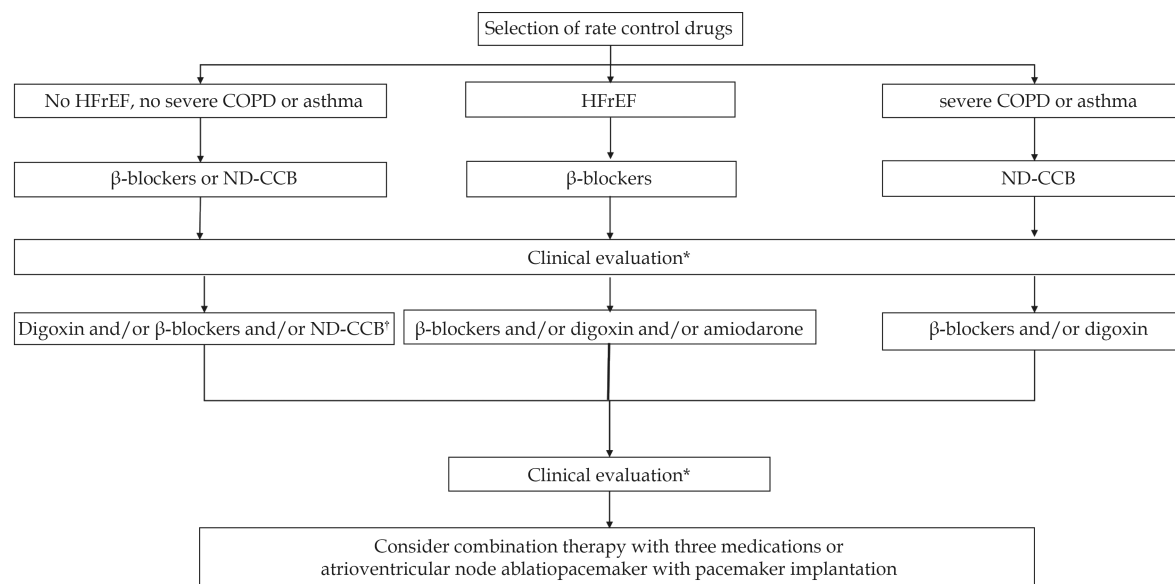 Selection of rate control drugs
No HFrEF, no severe COPD or asthma
HFrEF
severe COPD or asthma
β-blockers or ND-CCB
β-blockers
ND-CCB
Clinical evaluation*
Digoxin and/or β-blockers and/or ND-CCB†
β-blockers and/or digoxin and/or amiodarone
β-blockers and/or digoxin
Clinical evaluation*
Consider combination therapy with three medications or
atrioventricular node ablatiopacemaker with pacemaker implantation